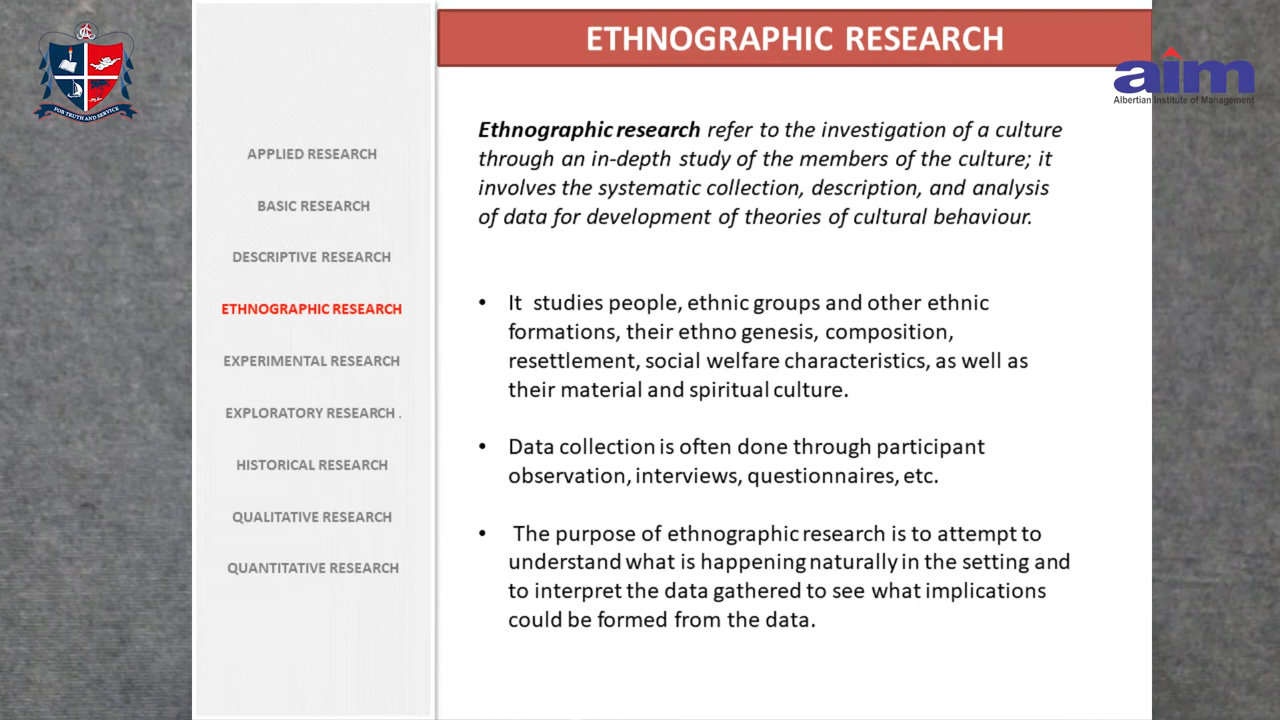 ETHNOGRAPHIC RESEARCH
aim
Albertian Institute of Management
FOR TRUTH AND SERVICE
APPLIED RESEARCH
BASIC RESEARCH
DESCRIPTIVE RESEARCH
ETHNOGRAPHIC RESEARCH
EXPERIMENTAL RESEARCH
EXPLORATORY RESEARCH .
HISTORICAL RESEARCH
QUALITATIVE RESEARCH
QUANTITATIVE RESEARCH
Ethnographic research refer to the investigation of a culture
through an in-depth study of the members of the culture; it
involves the systematic collection, description, and analysis
of data for development of theories of cultural behaviour.
• It studies people, ethnic groups and other ethnic
formations, their ethno genesis, composition,
resettlement, social welfare characteristics, as well as
their material and spiritual culture.
• Data collection is often done through participant
observation, interviews, questionnaires, etc.
• The purpose of ethnographic research is to attempt to
understand what is happening naturally in the setting and
to interpret the data gathered to see what implications
could be formed from the data.